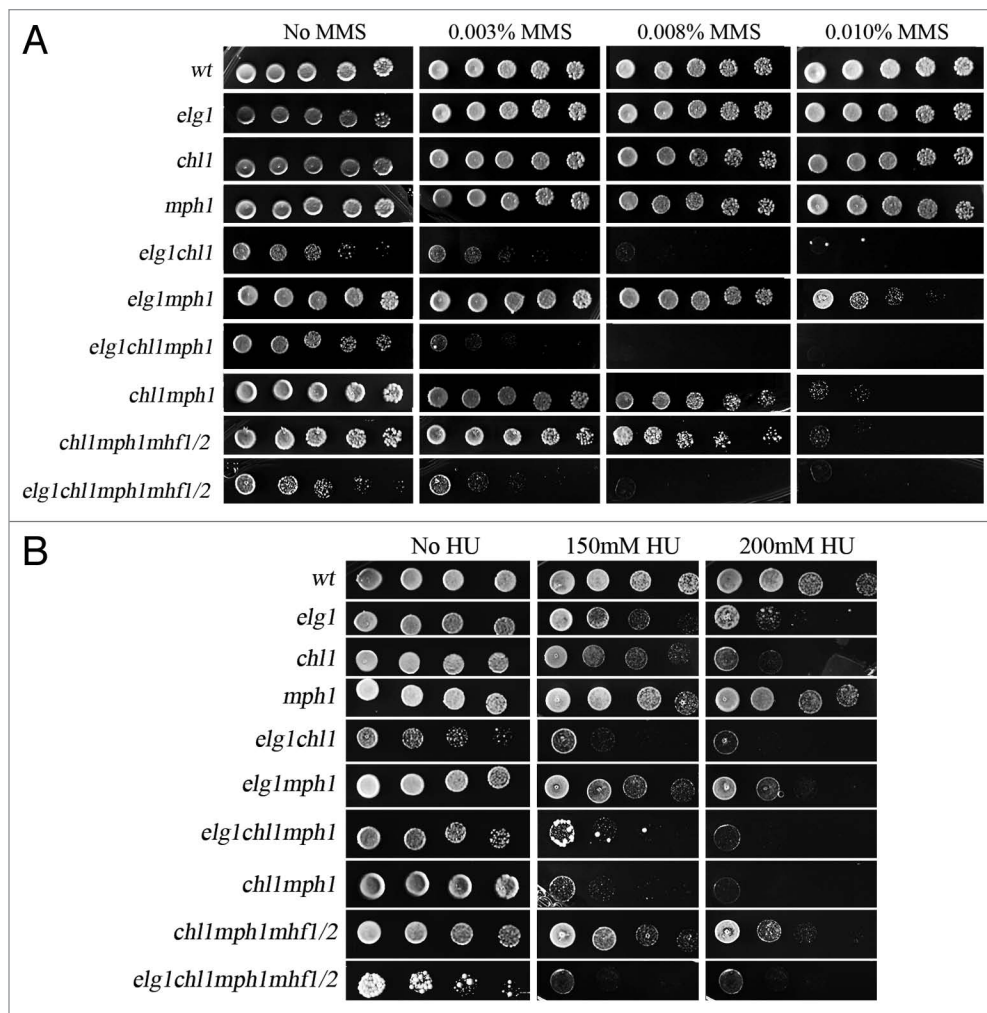 A
No MMS 0.003% MMS 0.008% MMS 0.010% MMS
wt
elg1
chl1
mph1
elg1chl1
elg1mph1
elg1chl1mph1
chl1mph1
chl1mph1mhf1/2
elg1chl1mph1mhf1/2
B
No HU 150mM HU 200mM HU
wt
elg1
chl1
mph1
elg1chl1
elg1mph1
elg1chl1mph1
chl1mph1
chl1mph1mhf1/2
elg1chl1mph1mhf1/2